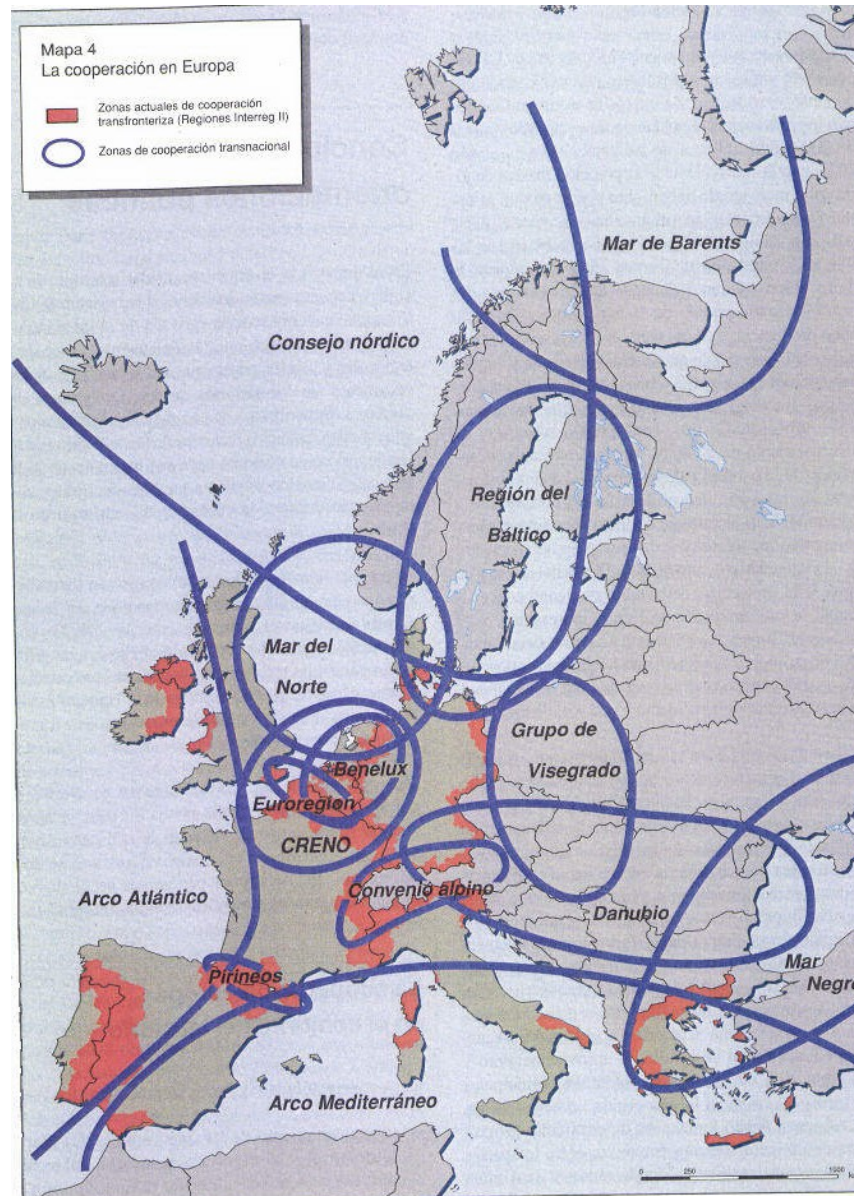 Mapa 4
La cooperación en Europa
Zonas actuales de cooperación
transfronteriza (Regiones Interreg II)
Zonas de cooperación transnacional
Mar de Barents
Consejo nórdico
Región del
Báltico
Mar del
Norte
Grupo de
Visegrado
Benelux
Euroregión
CRENO
Convenio alpino
Arco Atlántico
Danubio
Pirineos
Mar
Negro
Arco Mediterráneo
0 250 1000